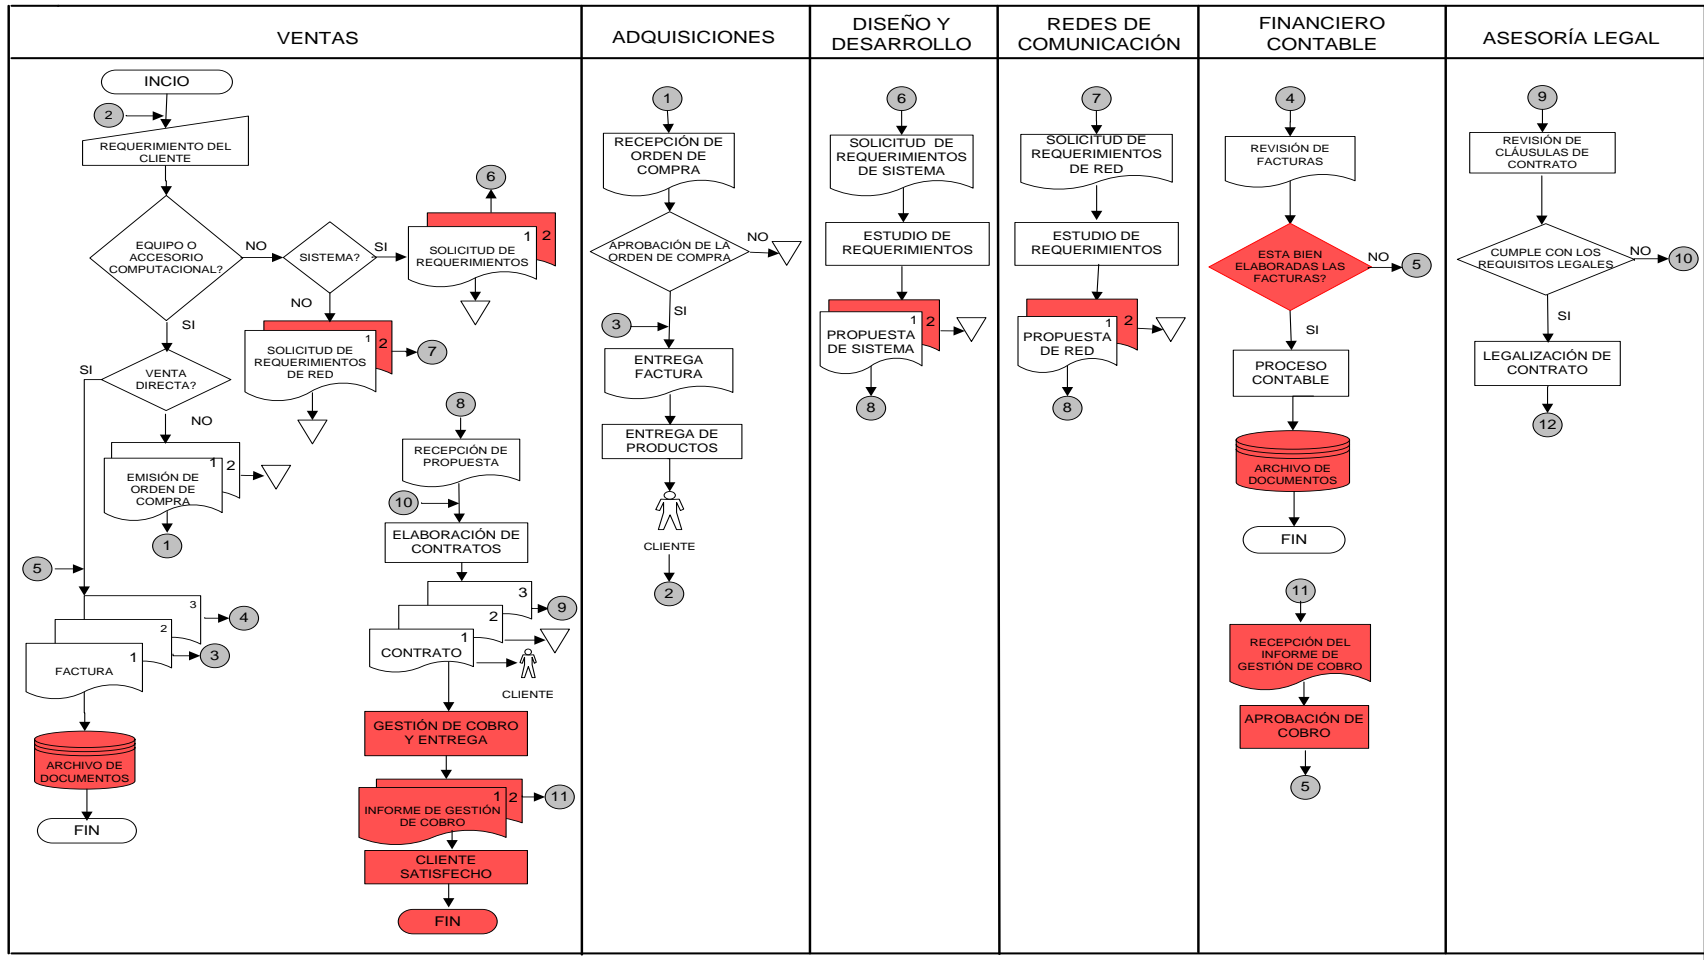 VENTAS
ADQUISICIONES
DISEÑO Y
DESARROLLO
REDES DE
COMUNICACIÓN
FINANCIERO
CONTABLE
ASESORÍA LEGAL
INCIO
2
REQUERIMIENTO DEL
CLIENTE
EQUIPO O
ACCESORIO
COMPUTACIONAL?
NO
SISTEMA?
SI
6
1
2
SOLICITUD DE
REQUERIMIENTOS
NO
1
2
SOLICITUD DE
REQUERIMIENTOS
DE RED
7
SI
VENTA
DIRECTA?
SI
NO
1
2
EMISIÓN DE
ORDEN DE
COMPRA
1
5
3
4
2
3
1
FACTURA
ARCHIVO DE
DOCUMENTOS
FIN
8
RECEPCIÓN DE
PROPUESTA
10
ELABORACIÓN DE
CONTRATOS
3
9
2
1
CONTRATO
CLIENTE
GESTIÓN DE COBRO
Y ENTREGA
1
2
11
INFORME DE GESTIÓN
DE COBRO
CLIENTE
SATISFECHO
FIN
1
RECEPCIÓN DE
ORDEN DE
COMPRA
APROBACIÓN DE LA
ORDEN DE COMPRA
NO
SI
3
ENTREGA
FACTURA
ENTREGA DE
PRODUCTOS
CLIENTE
2
6
SOLICITUD DE
REQUERIMIENTOS
DE SISTEMA
ESTUDIO DE
REQUERIMIENTOS
1
2
PROPUESTA
DE SISTEMA
8
7
SOLICITUD DE
REQUERIMIENTOS
DE RED
ESTUDIO DE
REQUERIMIENTOS
1
2
PROPUESTA
DE RED
8
4
REVISIÓN DE
FACTURAS
ESTA BIEN
ELABORADAS LAS
FACTURAS?
NO
5
SI
PROCESO
CONTABLE
ARCHIVO DE
DOCUMENTOS
FIN
11
RECEPCIÓN DEL
INFORME DE
GESTIÓN DE COBRO
APROBACIÓN DE
COBRO
5
9
REVISIÓN DE
CLÁUSULAS DE
CONTRATO
CUMPLE CON LOS
REQUISITOS LEGALES
NO
10
SI
LEGALIZACIÓN DE
CONTRATO
12